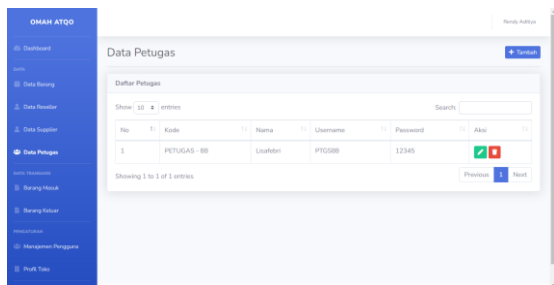 OMAH ATQO
Rendy Aditya
Dashboard
Data Petugas
+ Tambah
DATA
Data Barang
Data Reseller
Data Supplier
Data Petugas
DATA TRANSAKSI
Barang Masuk
Barang Keluar
PENGATURAN
Manajemen Pengguna
Profil Toko
Daftar Petugas
Show 10 entries
Search:
No Kode Nama Username Password Aksi
1 PETUGAS - BB Lisafebri PTGSBB 12345
Showing 1 to 1 of 1 entries
Previous 1 Next